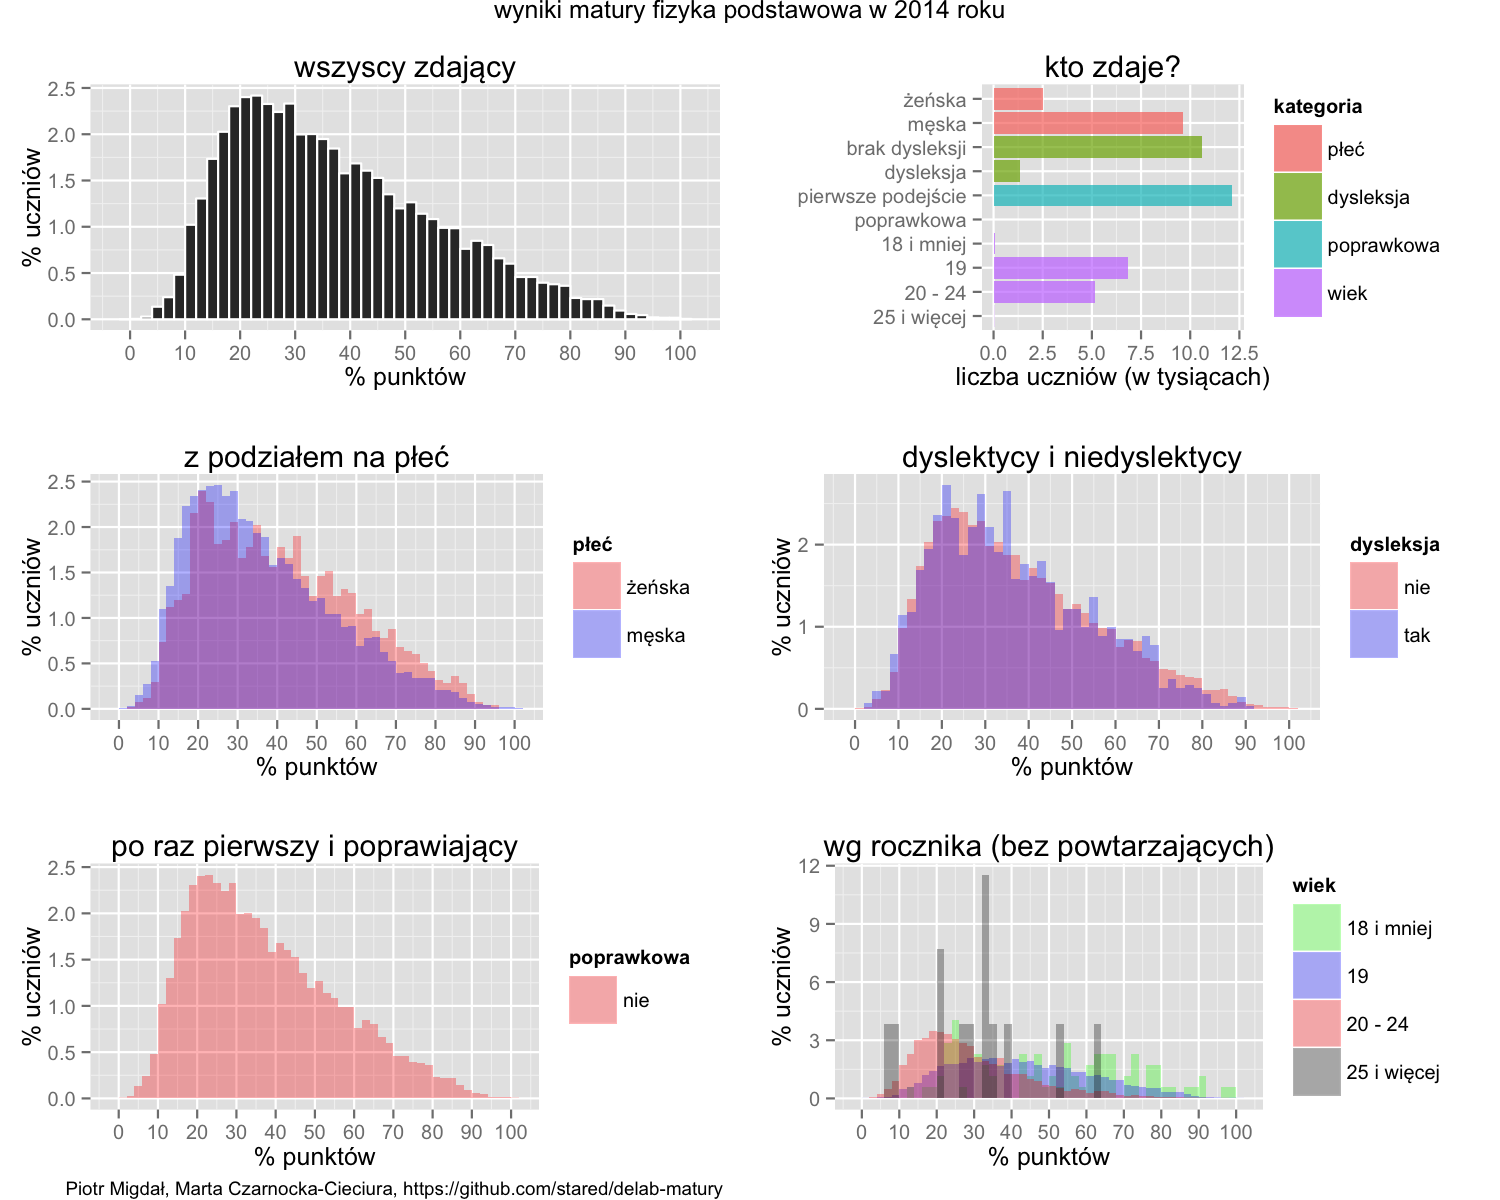 wyniki matury fizyka podstawowa w 2014 roku
wszyscy zdający
% uczniów
2.5
2.0
1.5
1.0
0.5
0.0
0 10 20 30 40 50 60 70 80 90 100
% punktów
kto zdaje?
żeńska
męska
brak dysleksji
dysleksja
pierwsze podejście
poprawkowa
18 i mniej
19
20 - 24
25 i więcej
0.0 2.5 5.0 7.5 10.0 12.5
liczba uczniów (w tysiącach)
kategoria
płeć
dysleksja
poprawkowa
wiek
z podziałem na płeć
% uczniów
2.5
2.0
1.5
1.0
0.5
0.0
0 10 20 30 40 50 60 70 80 90 100
% punktów
płeć
żeńska
męska
dyslektycy i niedyslektycy
% uczniów
2
1
0
0 10 20 30 40 50 60 70 80 90 100
% punktów
dysleksja
nie
tak
po raz pierwszy i poprawiający
% uczniów
2.5
2.0
1.5
1.0
0.5
0.0
0 10 20 30 40 50 60 70 80 90 100
% punktów
poprawkowa
nie
wg rocznika (bez powtarzających)
% uczniów
12
9
6
3
0
0 10 20 30 40 50 60 70 80 90 100
% punktów
wiek
18 i mniej
19
20 - 24
25 i więcej
Piotr Migdał, Marta Czarnocka-Cieciura, https://github.com/stared/delab-matury